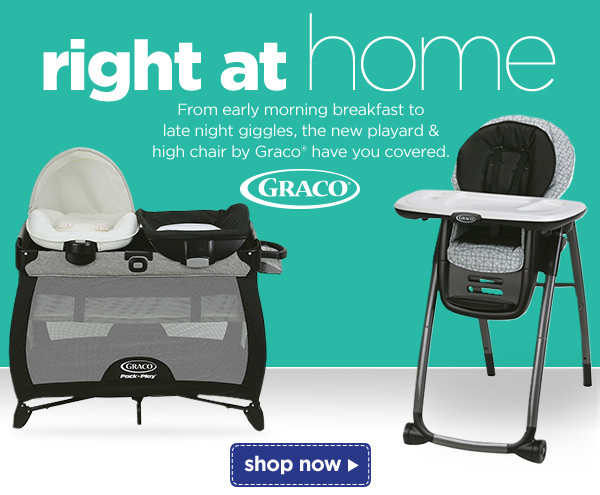 right at home
From early morning breakfast to
late night giggles, the new playard &
high chair by Graco® have you covered.
GRACO®
GRACO
GRACO
Pack 'n Play
shop now ▶